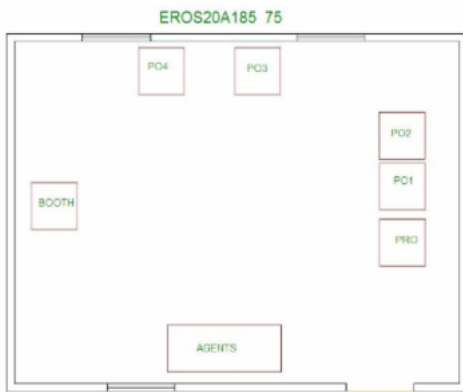 EROS20A185 75
PO4
PO3
PO2
PO1
BOOTH
PRO
AGENTS